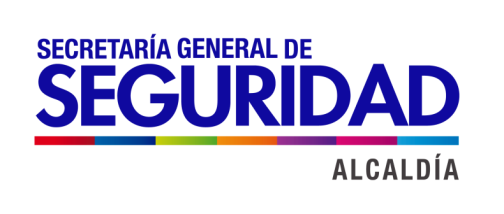 SECRETARÍA GENERAL DE
SEGURIDAD
ALCALDÍA